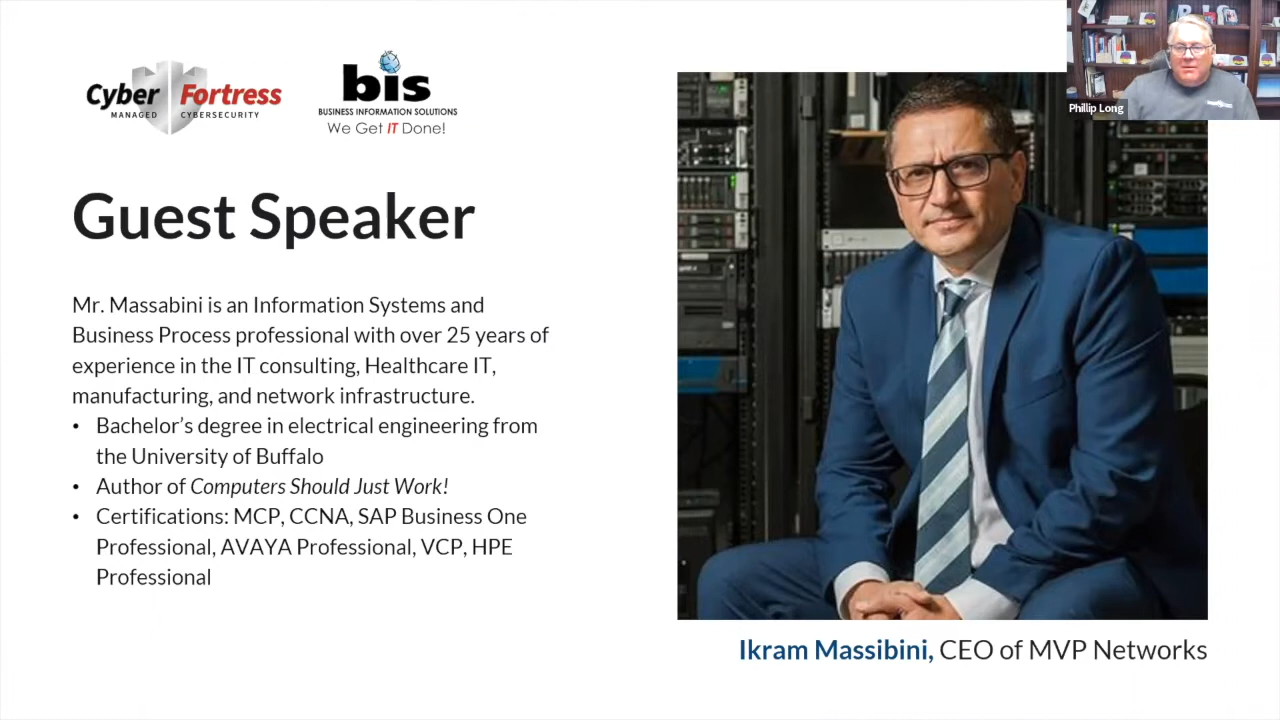 Cyber Fortress
MANAGED CYBERSECURITY
bis
BUSINESS INFORMATION SOLUTIONS
We Get IT Done!
Phillip Long
Guest Speaker
Mr. Massabini is an Information Systems and
Business Process professional with over 25 years of
experience in the IT consulting, Healthcare IT,
manufacturing, and network infrastructure.
• Bachelor’s degree in electrical engineering from
the University of Buffalo
• Author of Computers Should Just Work!
• Certifications: MCP, CCNA, SAP Business One
Professional, AVAYA Professional, VCP, HPE
Professional
Ikram Massibini, CEO of MVP Networks